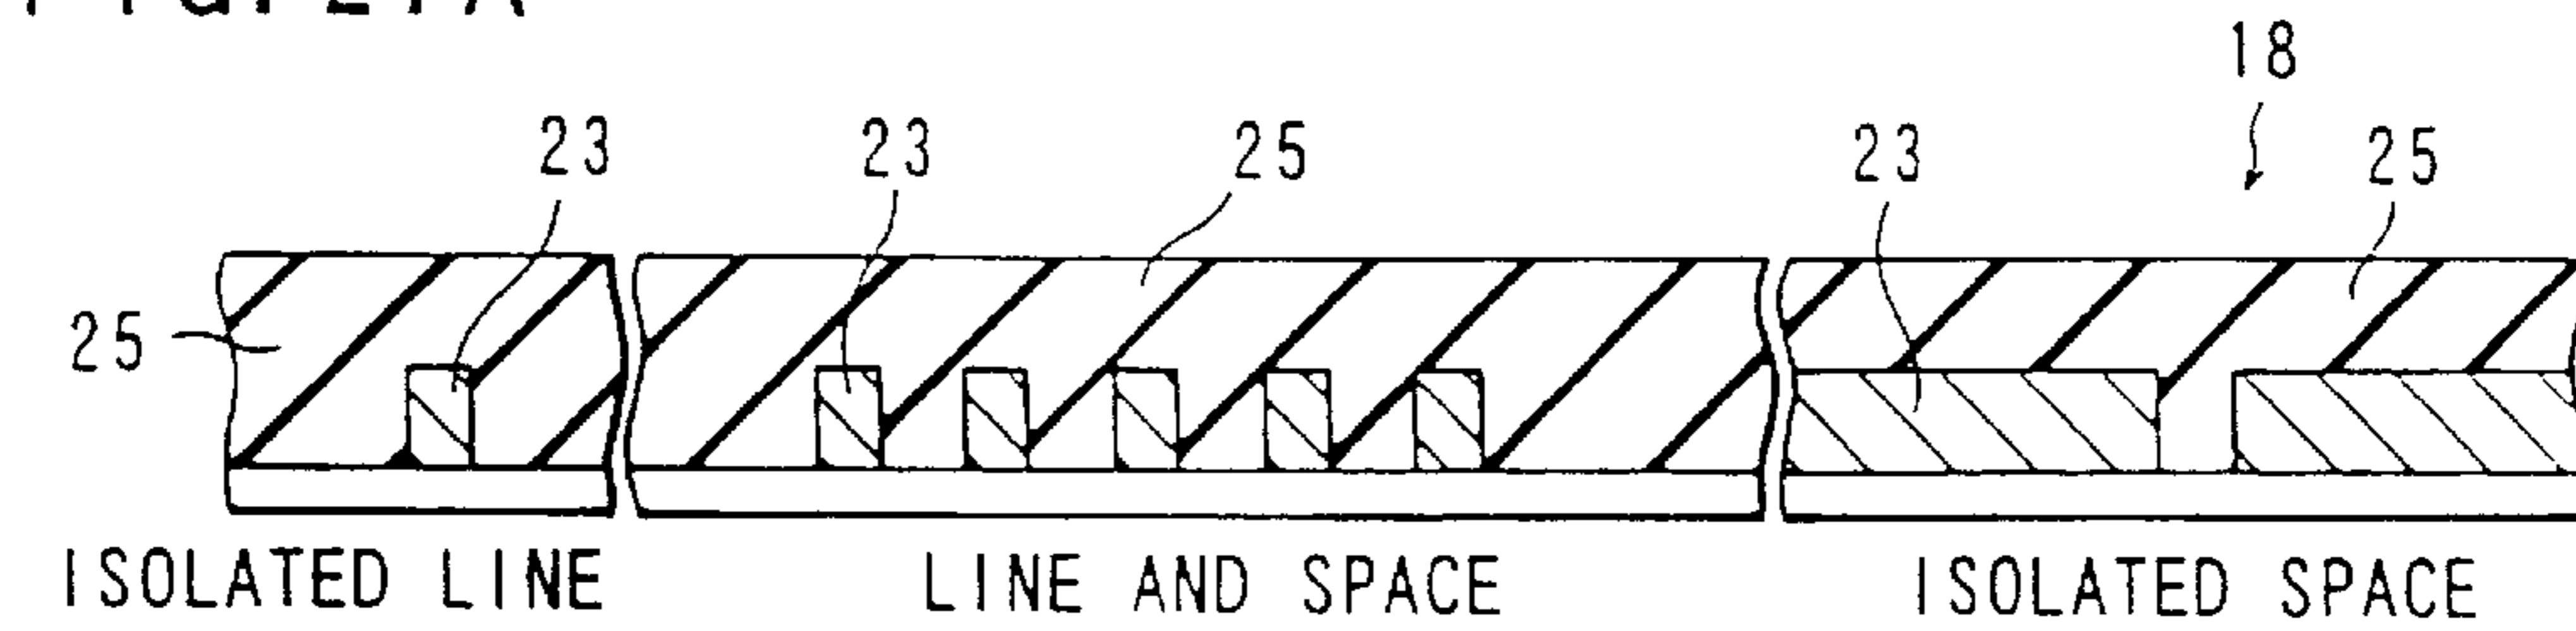 18
23
23
25
23
25
25
ISOLATED LINE
LINE AND SPACE
ISOLATED SPACE